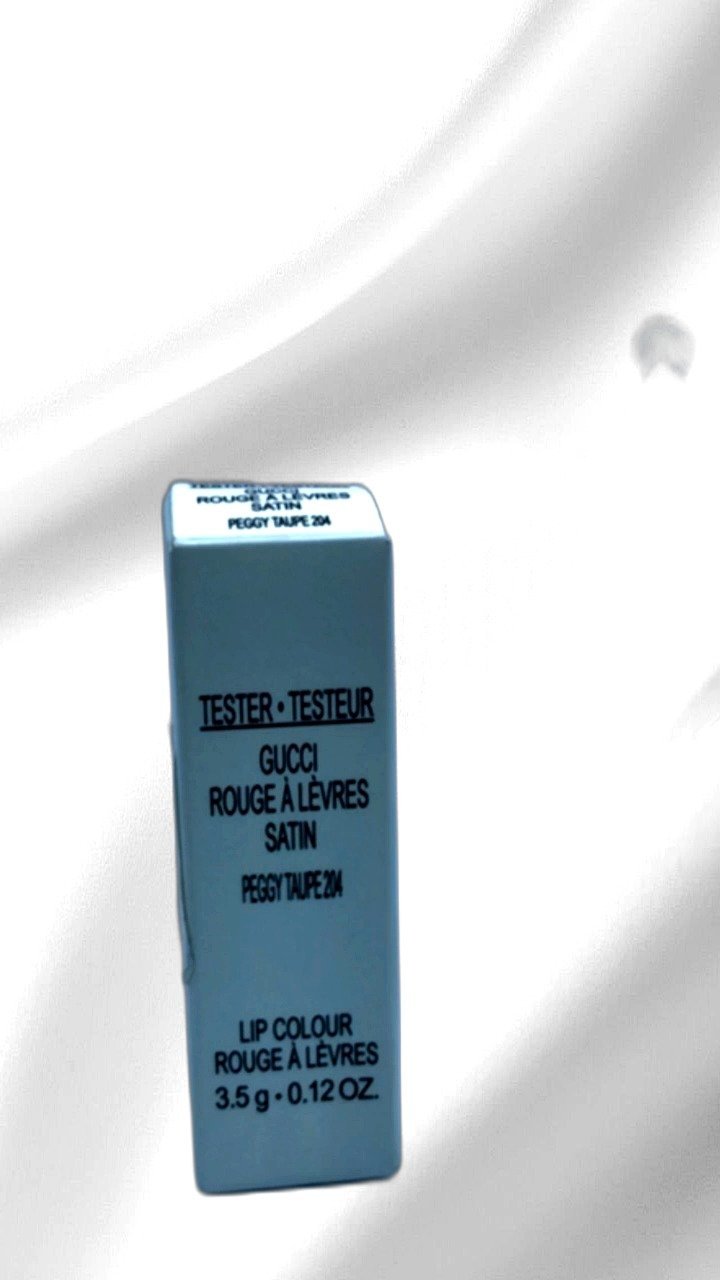 GUCCI
ROUGE À LÈVRES
SATIN
PEGGY TAUPE 204
TESTER • TESTEUR
GUCCI
ROUGE À LÈVRES
SATIN
PEGGY TAUPE 204
LIP COLOUR
ROUGE À LÈVRES
3.5 g • 0.12 OZ.